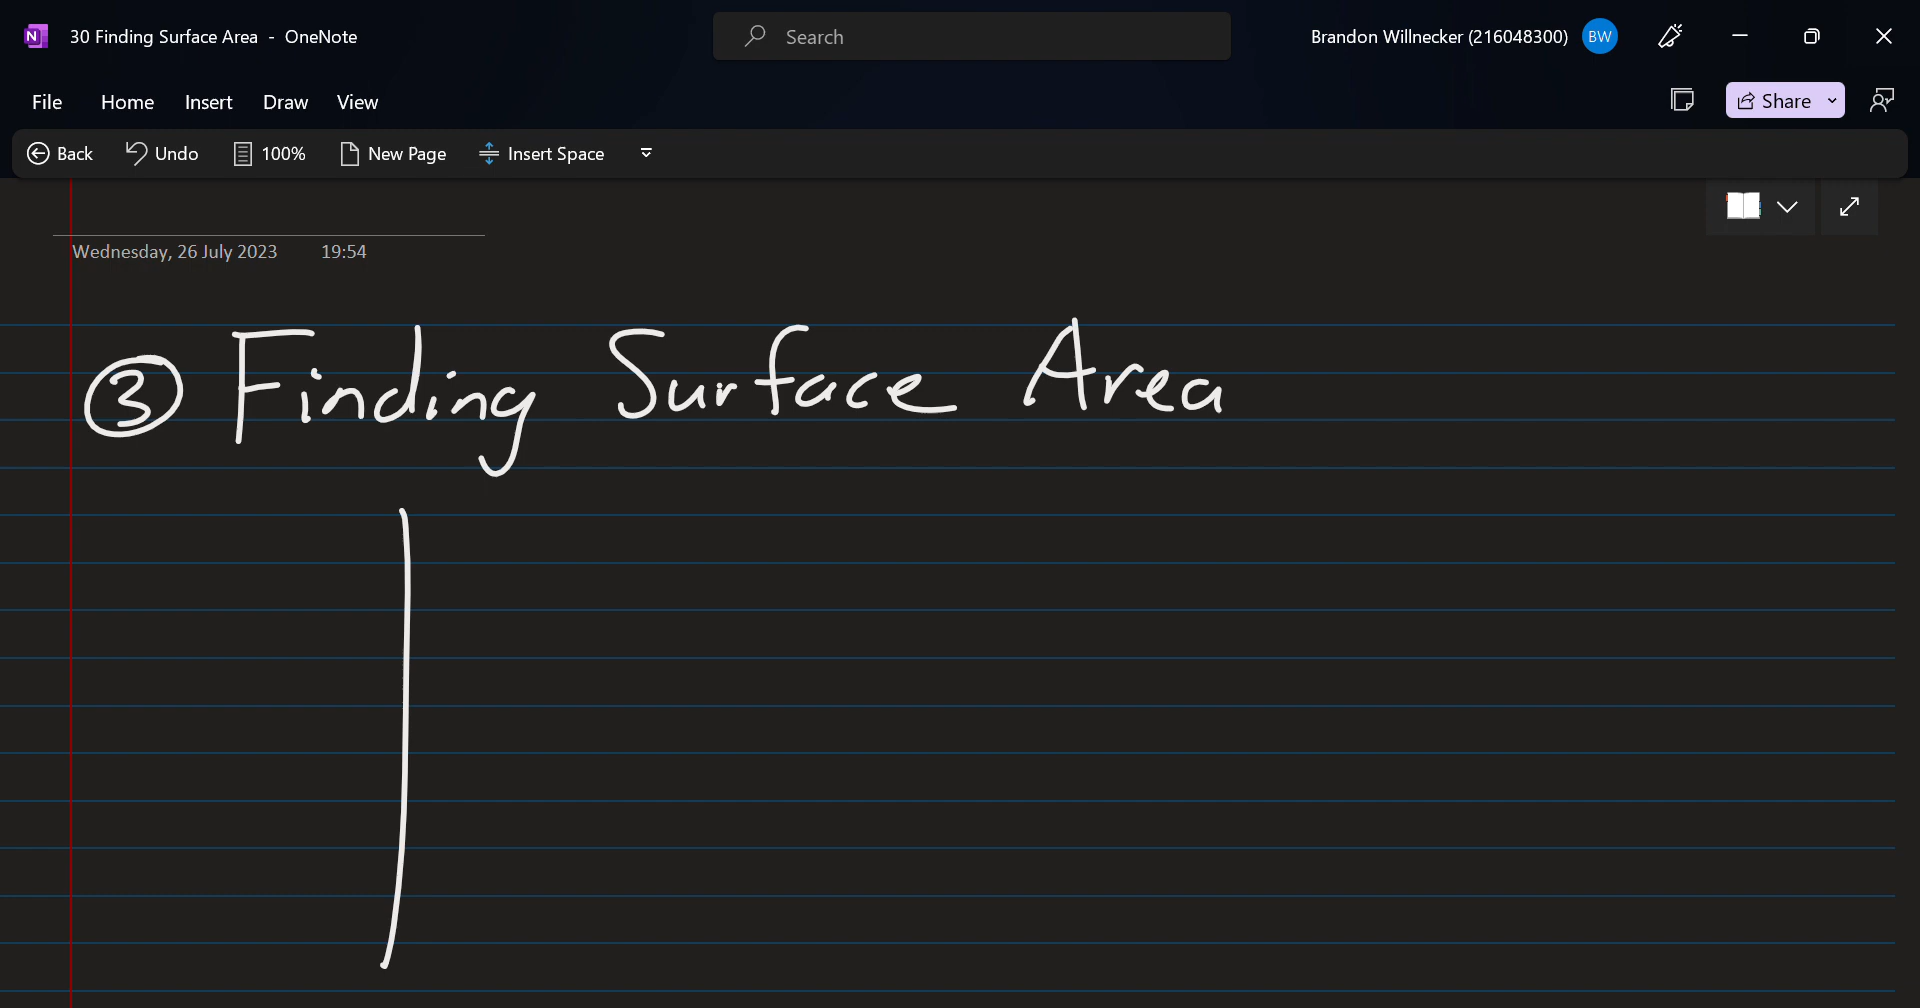 30 Finding Surface Area - OneNote
Search
Brandon Willnecker (216048300) BW
File Home Insert Draw View
Share
Back Undo 100% New Page Insert Space
Wednesday, 26 July 2023 19:54
3 Finding Surface Area